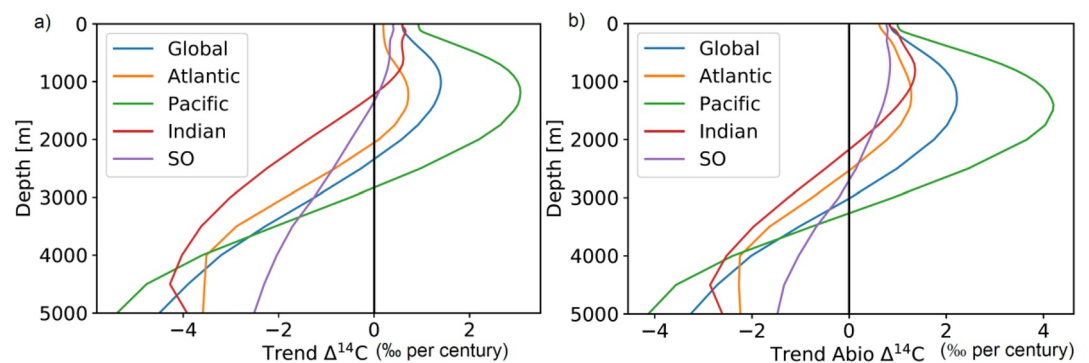 a)
0
1000
2000
3000
4000
5000
Depth [m]
Global
Atlantic
Pacific
Indian
SO
−4
−2
0
2
Trend Δ¹⁴C (‰ per century)
b)
0
1000
2000
3000
4000
5000
Depth [m]
Global
Atlantic
Pacific
Indian
SO
−4
−2
0
2
4
Trend Abio Δ¹⁴C (‰ per century)